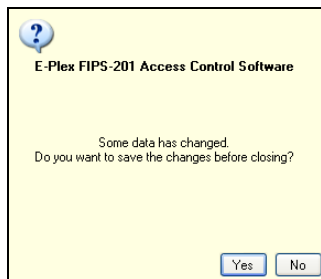 E-Plex FIPS-201 Access Control Software
Some data has changed.
Do you want to save the changes before closing?
Yes No